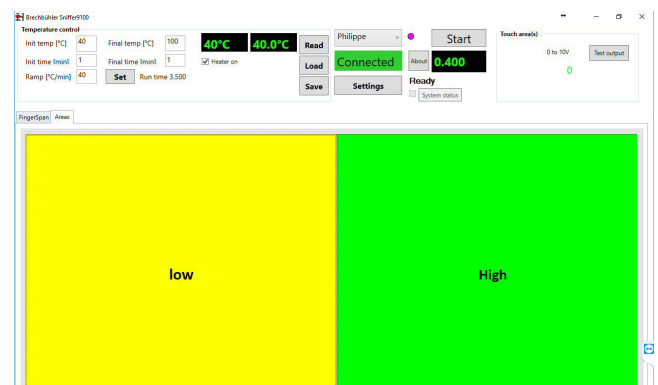 Brechbühler Sniffer9100
Temperature control
Init temp [°C] 40 Final temp [°C] 100 40°C 40.0°C Read
Init time [min] 1 Final time [min] 1 Heater on Load
Ramp [°C/min] 40 Set Run time 3.500 Save
Philippe Start
Connected About 0.400
Settings Ready
System status
Touch area(s)
0 to 10V Test output
0
FingerSpan Areas
low High